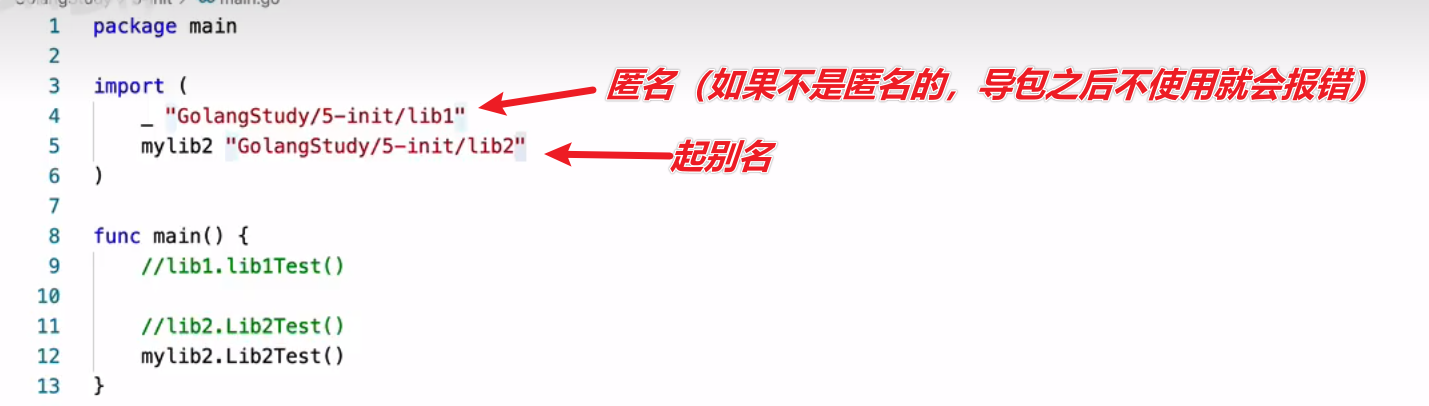 main.go
1 package main
2
3 import (
匿名（如果不是匿名的，导包之后不使用就会报错）
4 _ "GolangStudy/5-init/lib1"
5 mylib2 "GolangStudy/5-init/lib2"
起别名
6 )
7
8 func main() {
9 //lib1.lib1Test()
10
11 //lib2.Lib2Test()
12 mylib2.Lib2Test()
13 }